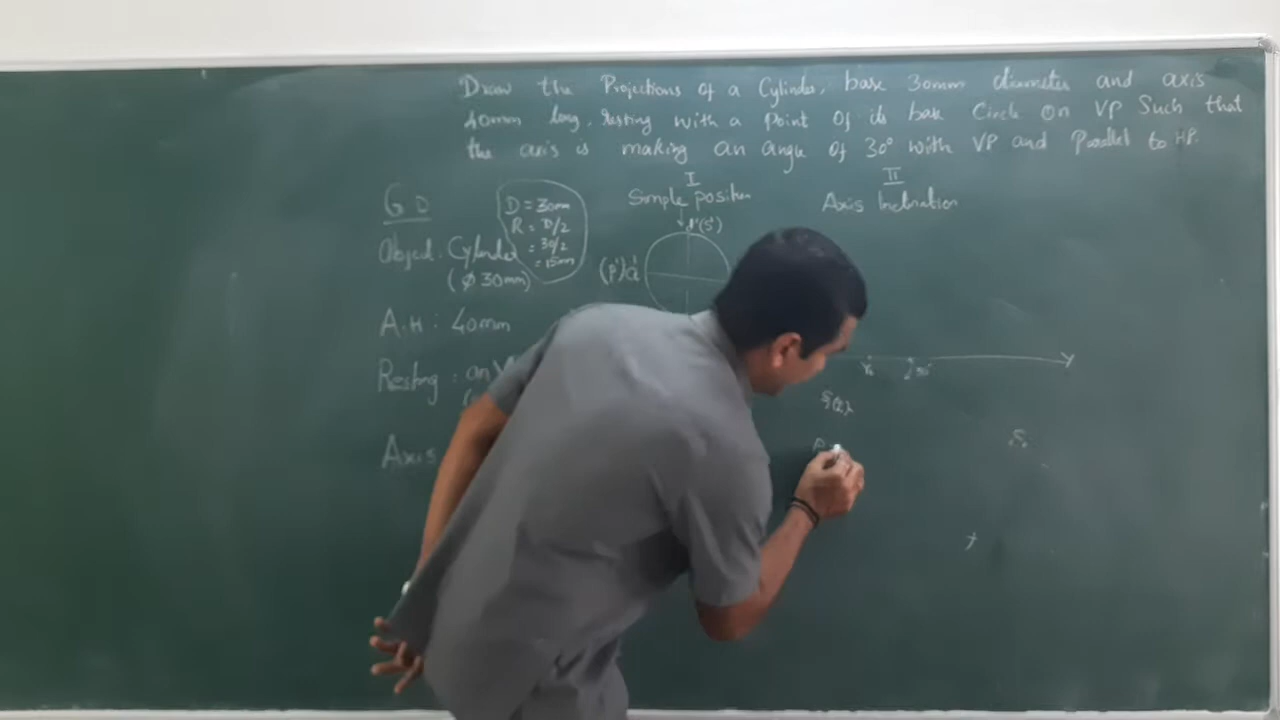 Draw the Projections of a Cylinder, base 30mm diameter and axis
40mm long, resting with a point of its base Circle on VP Such that
the axis is making an angle of 30° with VP and Parallel to HP.
I
Simple position
II
Axis Inclination
GD
D = 30mm
R = D/2
= 30/2
= 15mm
Object : Cylinder
(Ø 30mm)
(p')a'
A.H : 40mm
Resting : on V
Axis
Y
30°